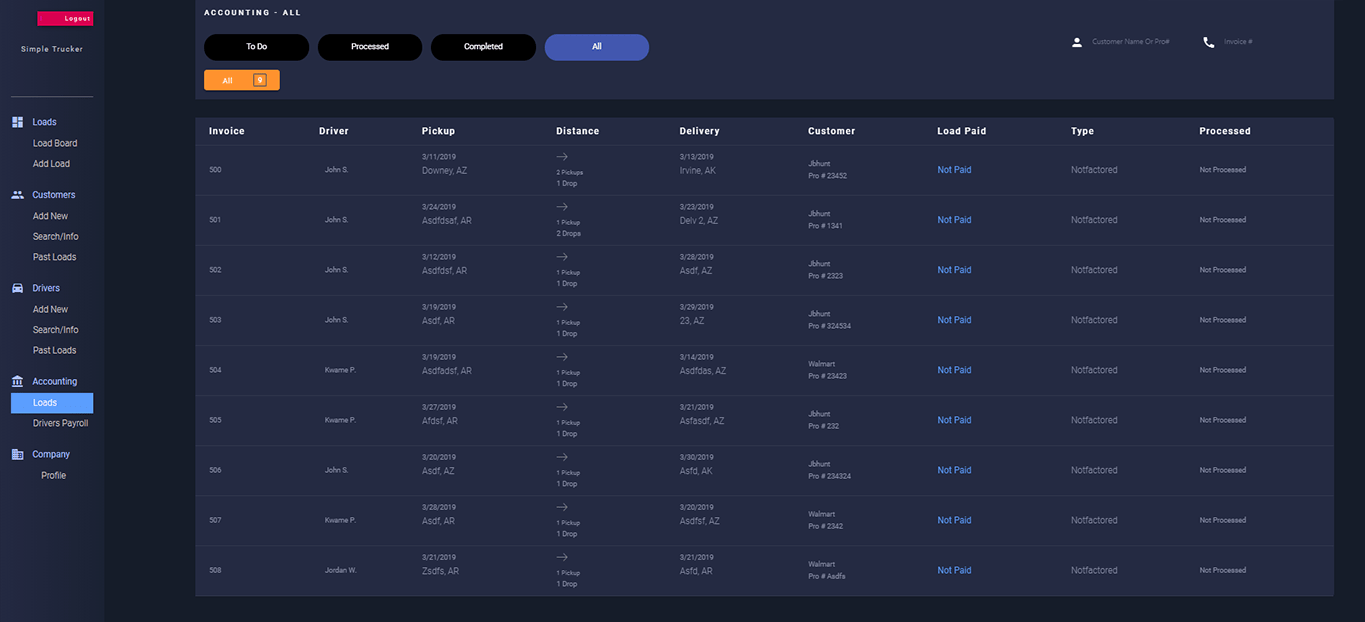 Logout
Simple Trucker
Loads
Load Board
Add Load
Customers
Add New
Search/Info
Past Loads
Drivers
Add New
Search/Info
Past Loads
Accounting
Loads
Drivers Payroll
Company
Profile
ACCOUNTING - ALL
To Do Processed Completed All
Customer Name Or Pro# Invoice #
All 9
Invoice Driver Pickup Distance Delivery Customer Load Paid Type Processed
500 John S. 3/11/2019 Downey, AZ 2 Pickups 1 Drop 3/13/2019 Irvine, AK Jbhunt Pro # 23452 Not Paid Notfactored Not Processed
501 John S. 3/24/2019 Asdfdsaf, AR 1 Pickup 2 Drops 3/23/2019 Delv 2, AZ Jbhunt Pro # 1341 Not Paid Notfactored Not Processed
502 John S. 3/12/2019 Asdfdsf, AR 1 Pickup 1 Drop 3/28/2019 Asdf, AZ Jbhunt Pro # 2323 Not Paid Notfactored Not Processed
503 John S. 3/19/2019 Asdf, AR 1 Pickup 1 Drop 3/29/2019 23, AZ Jbhunt Pro # 324534 Not Paid Notfactored Not Processed
504 Kwame P. 3/19/2019 Asdfadsf, AR 1 Pickup 1 Drop 3/14/2019 Asdfdas, AZ Walmart Pro # 23423 Not Paid Notfactored Not Processed
505 Kwame P. 3/27/2019 Afdsf, AR 1 Pickup 1 Drop 3/21/2019 Asfasdf, AZ Jbhunt Pro # 232 Not Paid Notfactored Not Processed
506 John S. 3/20/2019 Asdf, AZ 1 Pickup 1 Drop 3/30/2019 Asfd, AK Jbhunt Pro # 234324 Not Paid Notfactored Not Processed
507 Kwame P. 3/28/2019 Asdf, AR 1 Pickup 1 Drop 3/20/2019 Asdfsf, AZ Walmart Pro # 2342 Not Paid Notfactored Not Processed
508 Jordan W. 3/21/2019 Zsdfs, AR 1 Pickup 1 Drop 3/21/2019 Asfd, AR Walmart Pro # Asdfs Not Paid Notfactored Not Processed